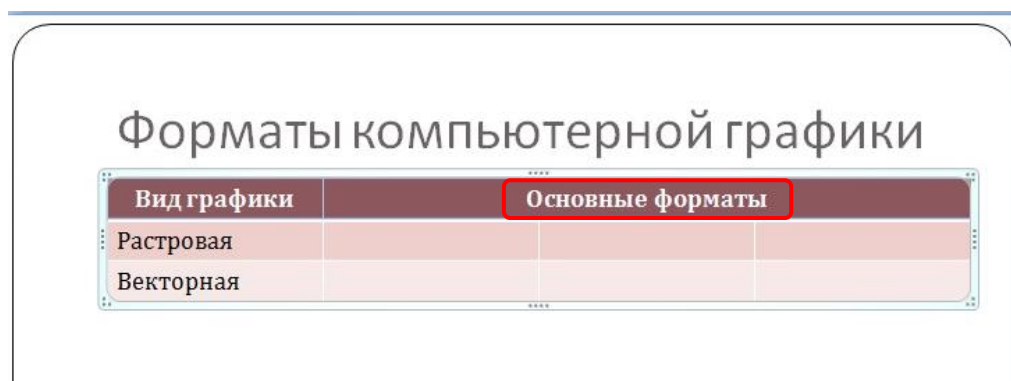 Форматы компьютерной графики
Вид графики Основные форматы
Растровая
Векторная